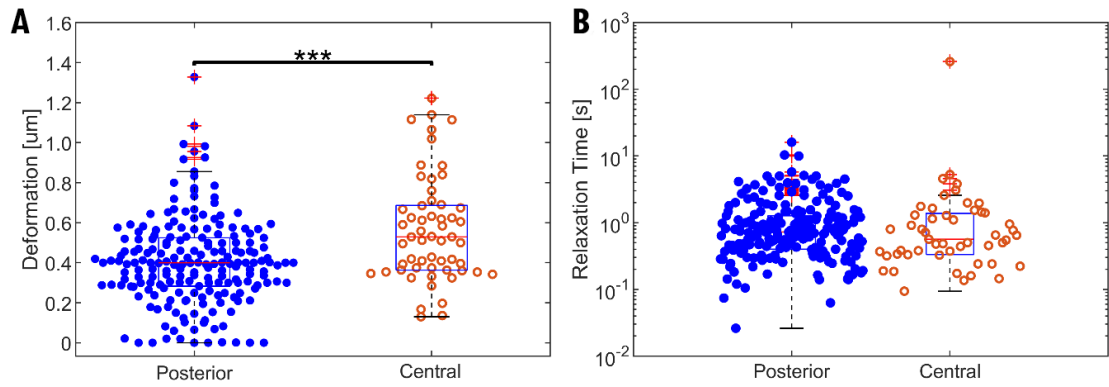 A
Deformation [um]
1.6
1.4
1.2
1.0
0.8
0.6
0.4
0.2
0
***
Posterior
Central
B
Relaxation Time [s]
10^3
10^2
10^1
10^0
10^-1
10^-2
Posterior
Central